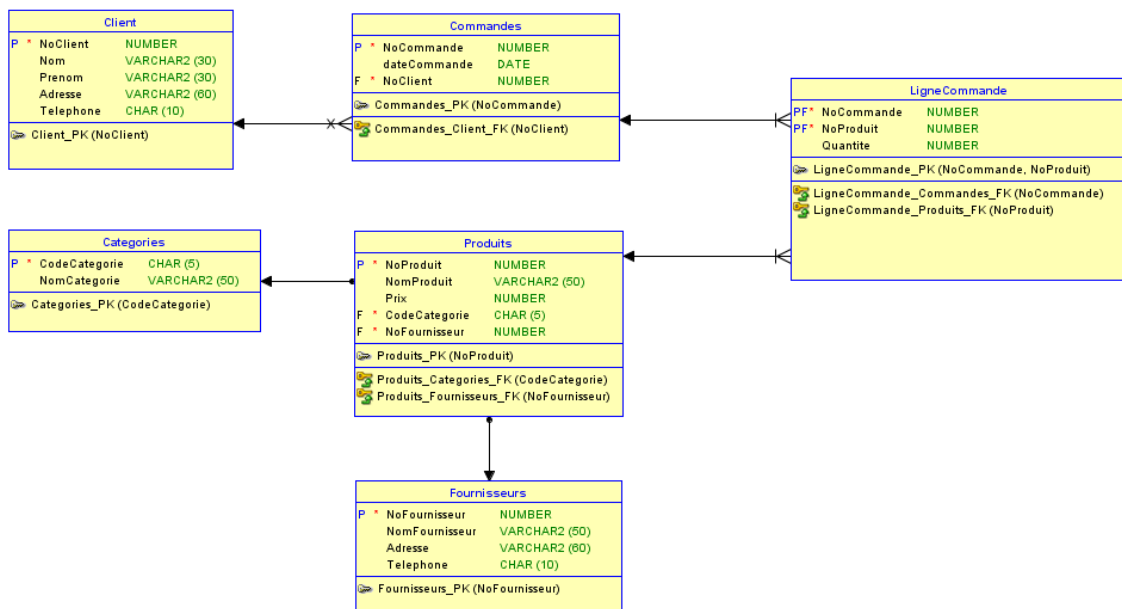 Client
P * NoClient NUMBER
Nom VARCHAR2 (30)
Prenom VARCHAR2 (30)
Adresse VARCHAR2 (60)
Telephone CHAR (10)
Client_PK (NoClient)
Commandes
P * NoCommande NUMBER
dateCommande DATE
F * NoClient NUMBER
Commandes_PK (NoCommande)
Commandes_Client_FK (NoClient)
LigneCommande
PF* NoCommande NUMBER
PF* NoProduit NUMBER
Quantite NUMBER
LigneCommande_PK (NoCommande, NoProduit)
LigneCommande_Commandes_FK (NoCommande)
LigneCommande_Produits_FK (NoProduit)
Categories
P * CodeCategorie CHAR (5)
NomCategorie VARCHAR2 (50)
Categories_PK (CodeCategorie)
Produits
P * NoProduit NUMBER
NomProduit VARCHAR2 (50)
Prix NUMBER
F * CodeCategorie CHAR (5)
F * NoFournisseur NUMBER
Produits_PK (NoProduit)
Produits_Categories_FK (CodeCategorie)
Produits_Fournisseurs_FK (NoFournisseur)
Fournisseurs
P * NoFournisseur NUMBER
NomFournisseur VARCHAR2 (50)
Adresse VARCHAR2 (60)
Telephone CHAR (10)
Fournisseurs_PK (NoFournisseur)